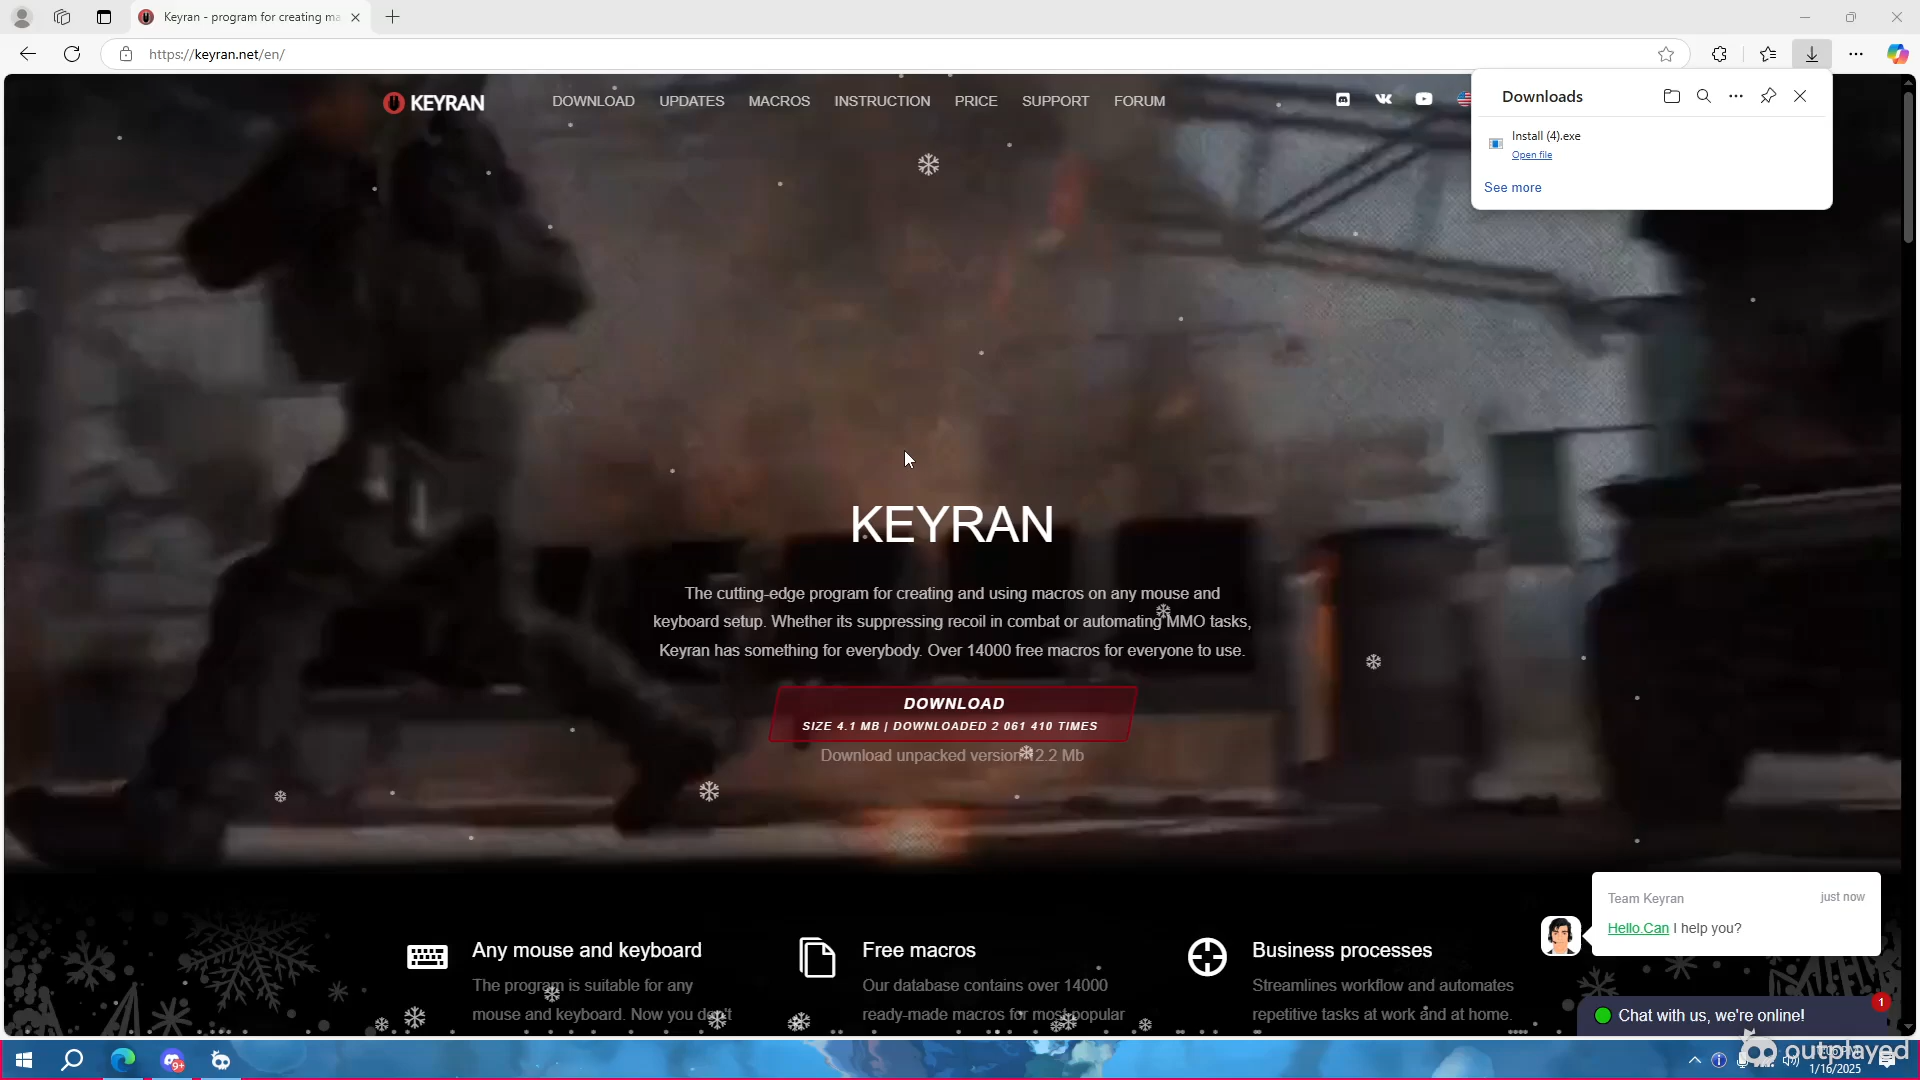 Keyran - program for creating ma
https://keyran.net/en/
KEYRAN
DOWNLOAD
UPDATES
MACROS
INSTRUCTION
PRICE
SUPPORT
FORUM
Downloads
Install (4).exe
Open file
See more
KEYRAN
The cutting-edge program for creating and using macros on any mouse and
keyboard setup. Whether its suppressing recoil in combat or automating MMO tasks,
Keyran has something for everybody. Over 14000 free macros for everyone to use.
DOWNLOAD
SIZE 4.1 MB | DOWNLOADED 2 061 410 TIMES
Download unpacked version 12.2 Mb
Any mouse and keyboard
The program is suitable for any
mouse and keyboard. Now you don't
Free macros
Our database contains over 14000
ready-made macros for most popular
Business processes
Streamlines workflow and automates
repetitive tasks at work and at home.
Team Keyran
just now
Hello.Can I help you?
1
Chat with us, we're online!
9+
outplayed
1/16/2025